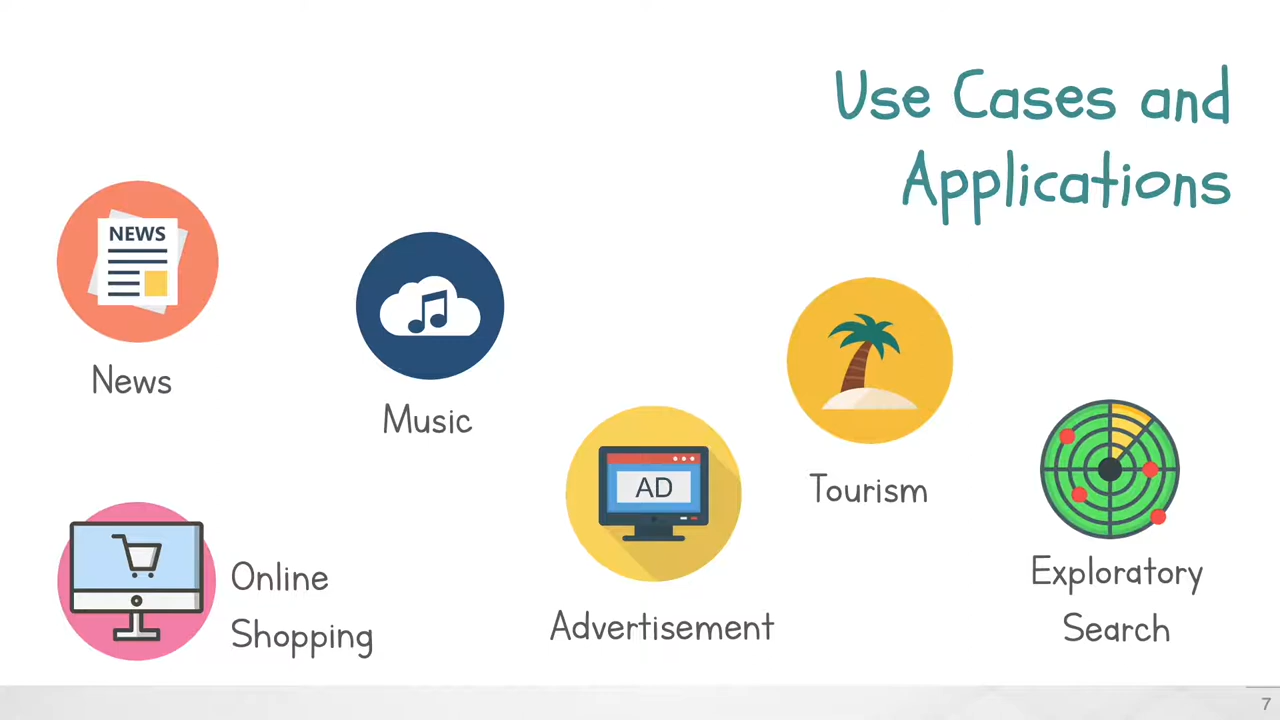 Use Cases and
Applications
NEWS
News
Music
AD
Advertisement
Tourism
Online
Shopping
Exploratory
Search
7